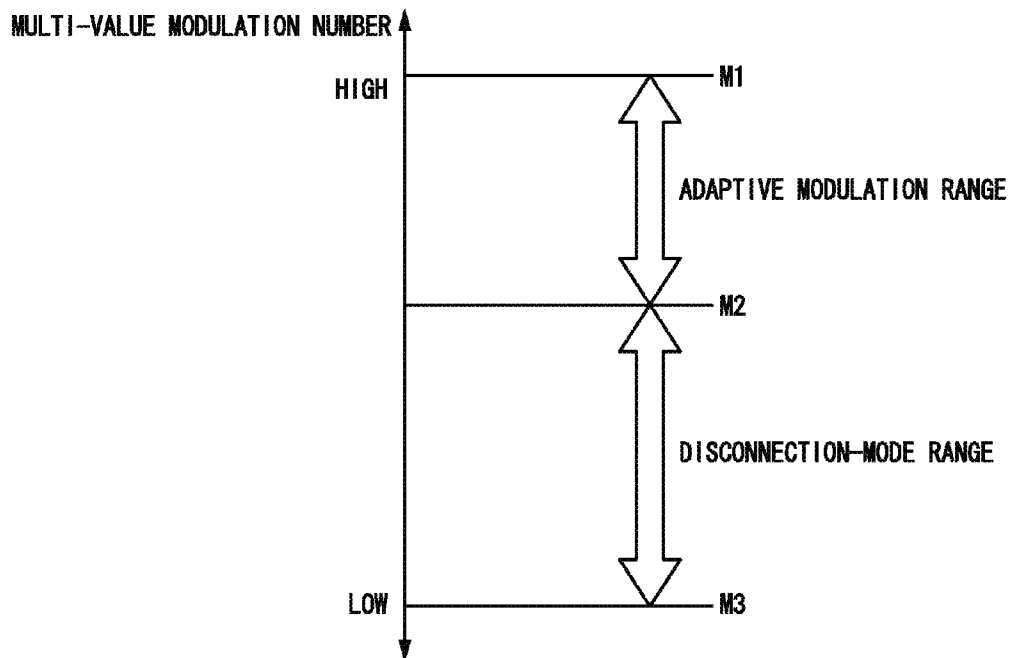 MULTI-VALUE MODULATION NUMBER
HIGH
M1
ADAPTIVE MODULATION RANGE
M2
DISCONNECTION-MODE RANGE
LOW
M3